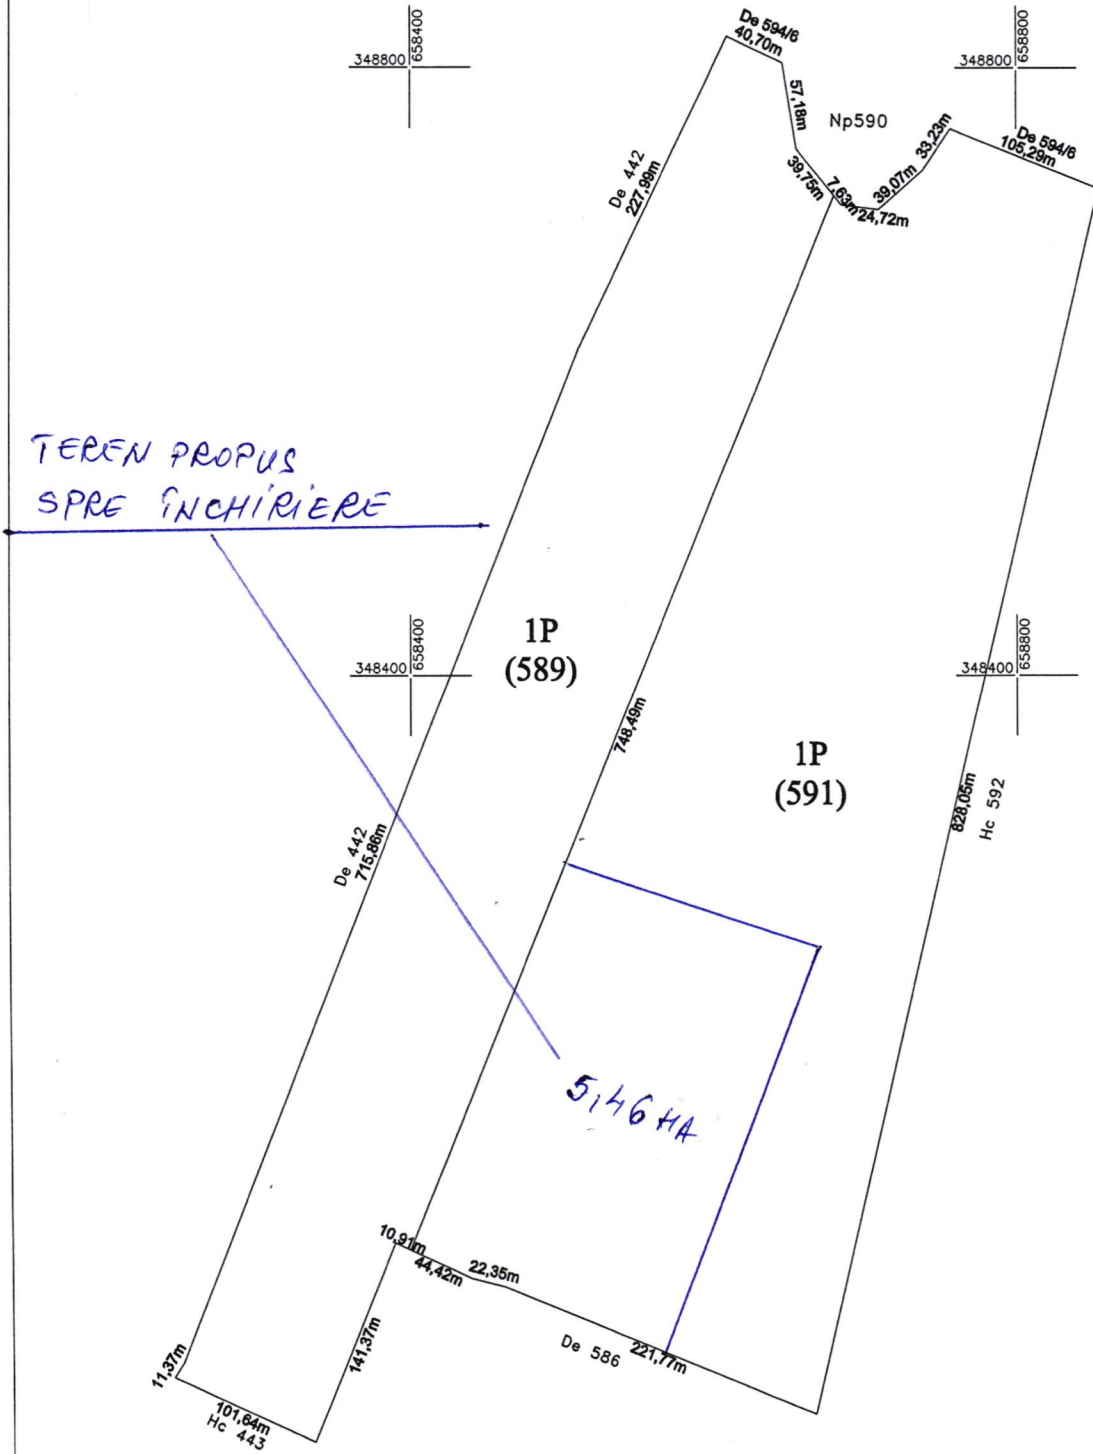 De 594/6
40,70m
348800
658400
348800
658800
57,18m
Np590
33,23m
De 594/6
105,29m
De 442
227,99m
39,75m
7,63m
39,07m
24,72m
TEREN PROPUS
SPRE ÎNCHIRIERE
1P
(589)
348400
658400
348400
658800
748,49m
1P
(591)
828,05m
Hc 592
De 442
715,86m
5,46 HA
10,91m
44,42m
22,35m
141,37m
De 586
221,77m
11,37m
101,64m
Hc 443